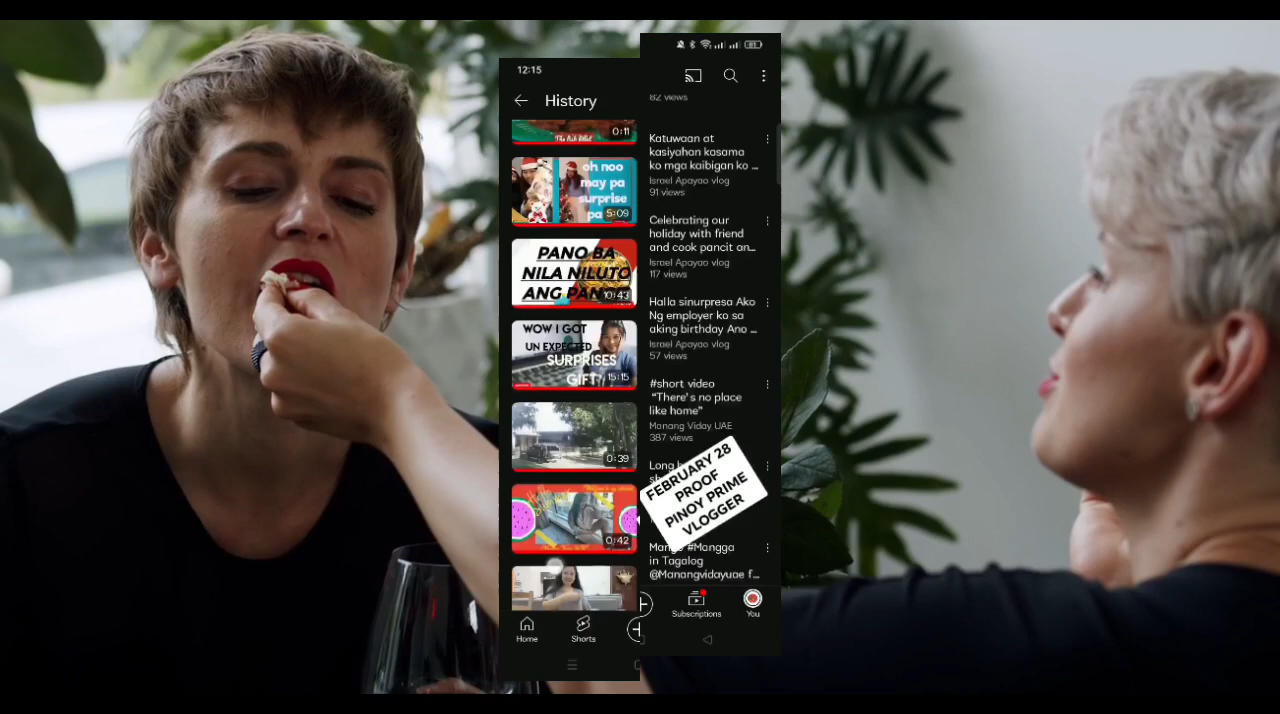 12:15
81
History
82 views
0:11
oh noo
may pa
surprise
pa
5:09
Katuwaan at
kasiyahan kasama
ko mga kaibigan ko ...
Israel Apayao vlog
91 views
PANO BA
NILA NILUTO
ANG PAN
10:43
Celebrating our
holiday with friend
and cook pancit an...
Israel Apayao vlog
117 views
WOW I GOT
UN EXPECTED
SURPRISES
GIFT
15:15
Halla sinurpresa Ako
Ng employer ko sa
aking birthday Ano ...
Israel Apayao vlog
57 views
0:39
#short video
"There's no place
like home"
Manang Viday UAE
387 views
0:42
Long
FEBRUARY 28
PROOF
PINOY PRIME
VLOGGER
#Mangga
in Tagalog
@Manangvidayuae f...
Home
Shorts
Subscriptions
You